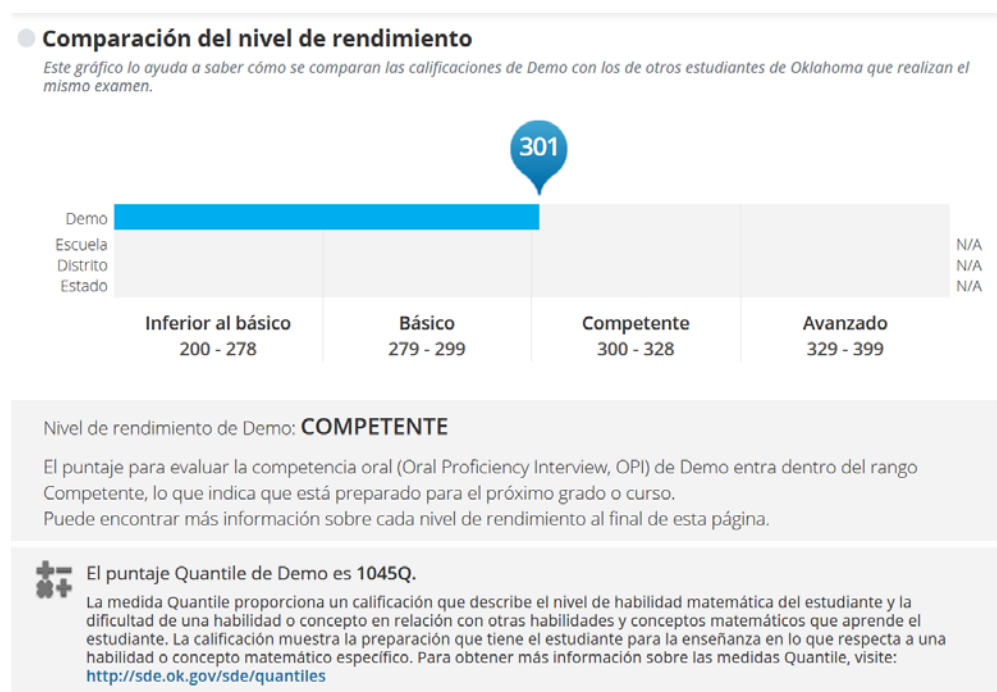 Comparación del nivel de rendimiento
Este gráfico lo ayuda a saber cómo se comparan las calificaciones de Demo con los de otros estudiantes de Oklahoma que realizan el
mismo examen.
301
Demo
Escuela N/A
Distrito N/A
Estado N/A
Inferior al básico Básico Competente Avanzado
200 - 278 279 - 299 300 - 328 329 - 399
Nivel de rendimiento de Demo: COMPETENTE
El puntaje para evaluar la competencia oral (Oral Proficiency Interview, OPI) de Demo entra dentro del rango
Competente, lo que indica que está preparado para el próximo grado o curso.
Puede encontrar más información sobre cada nivel de rendimiento al final de esta página.
El puntaje Quantile de Demo es 1045Q.
La medida Quantile proporciona un calificación que describe el nivel de habilidad matemática del estudiante y la
dificultad de una habilidad o concepto en relación con otras habilidades y conceptos matemáticos que aprende el
estudiante. La calificación muestra la preparación que tiene el estudiante para la enseñanza en lo que respecta a una
habilidad o concepto matemático específico. Para obtener más información sobre las medidas Quantile, visite:
http://sde.ok.gov/sde/quantiles